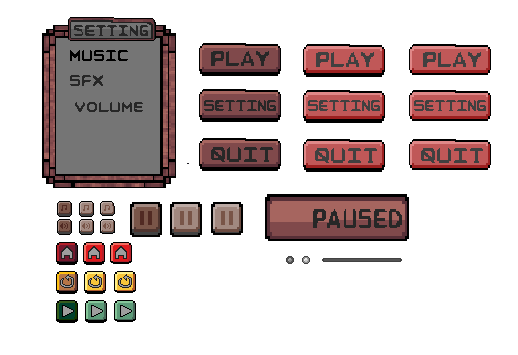 SETTING
MUSIC
SFX
VOLUME
PLAY PLAY PLAY
SETTING SETTING SETTING
QUIT QUIT QUIT
PAUSED